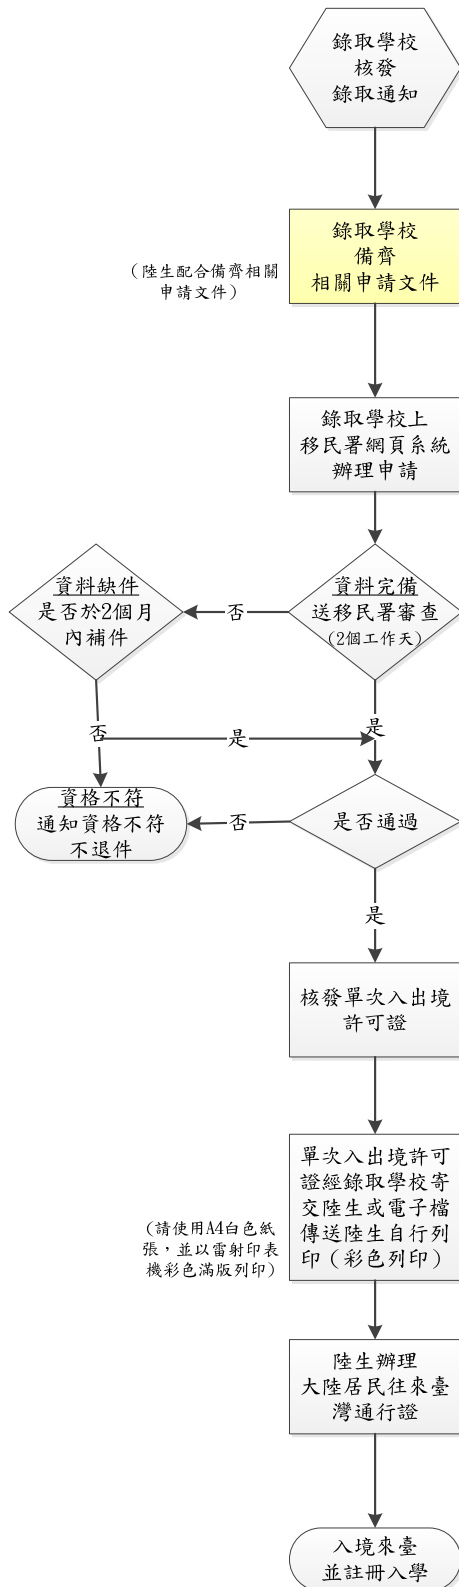 錄取學校
核發
錄取通知
錄取學校
備齊
相關申請文件
（陸生配合備齊相關
申請文件）
錄取學校上
移民署網頁系統
辦理申請
資料缺件
是否於2個月
內補件
否
資料完備
送移民署審查
(2個工作天)
否
是
是
資格不符
通知資格不符
不退件
否
是否通過
是
核發單次入出境
許可證
單次入出境許可
證經錄取學校寄
交陸生或電子檔
傳送陸生自行列
印（彩色列印）
(請使用A4白色紙
張，並以雷射印表
機彩色滿版列印)
陸生辦理
大陸居民往來臺
灣通行證
入境來臺
並註冊入學